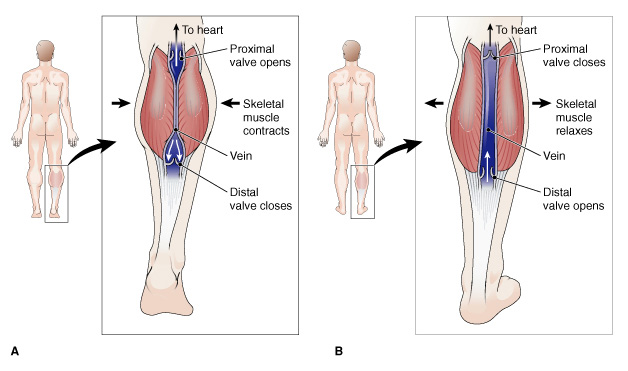 To heart
Proximal
valve opens
Skeletal
muscle
contracts
Vein
Distal
valve closes
A
To heart
Proximal
valve closes
Skeletal
muscle
relaxes
Vein
Distal
valve opens
B